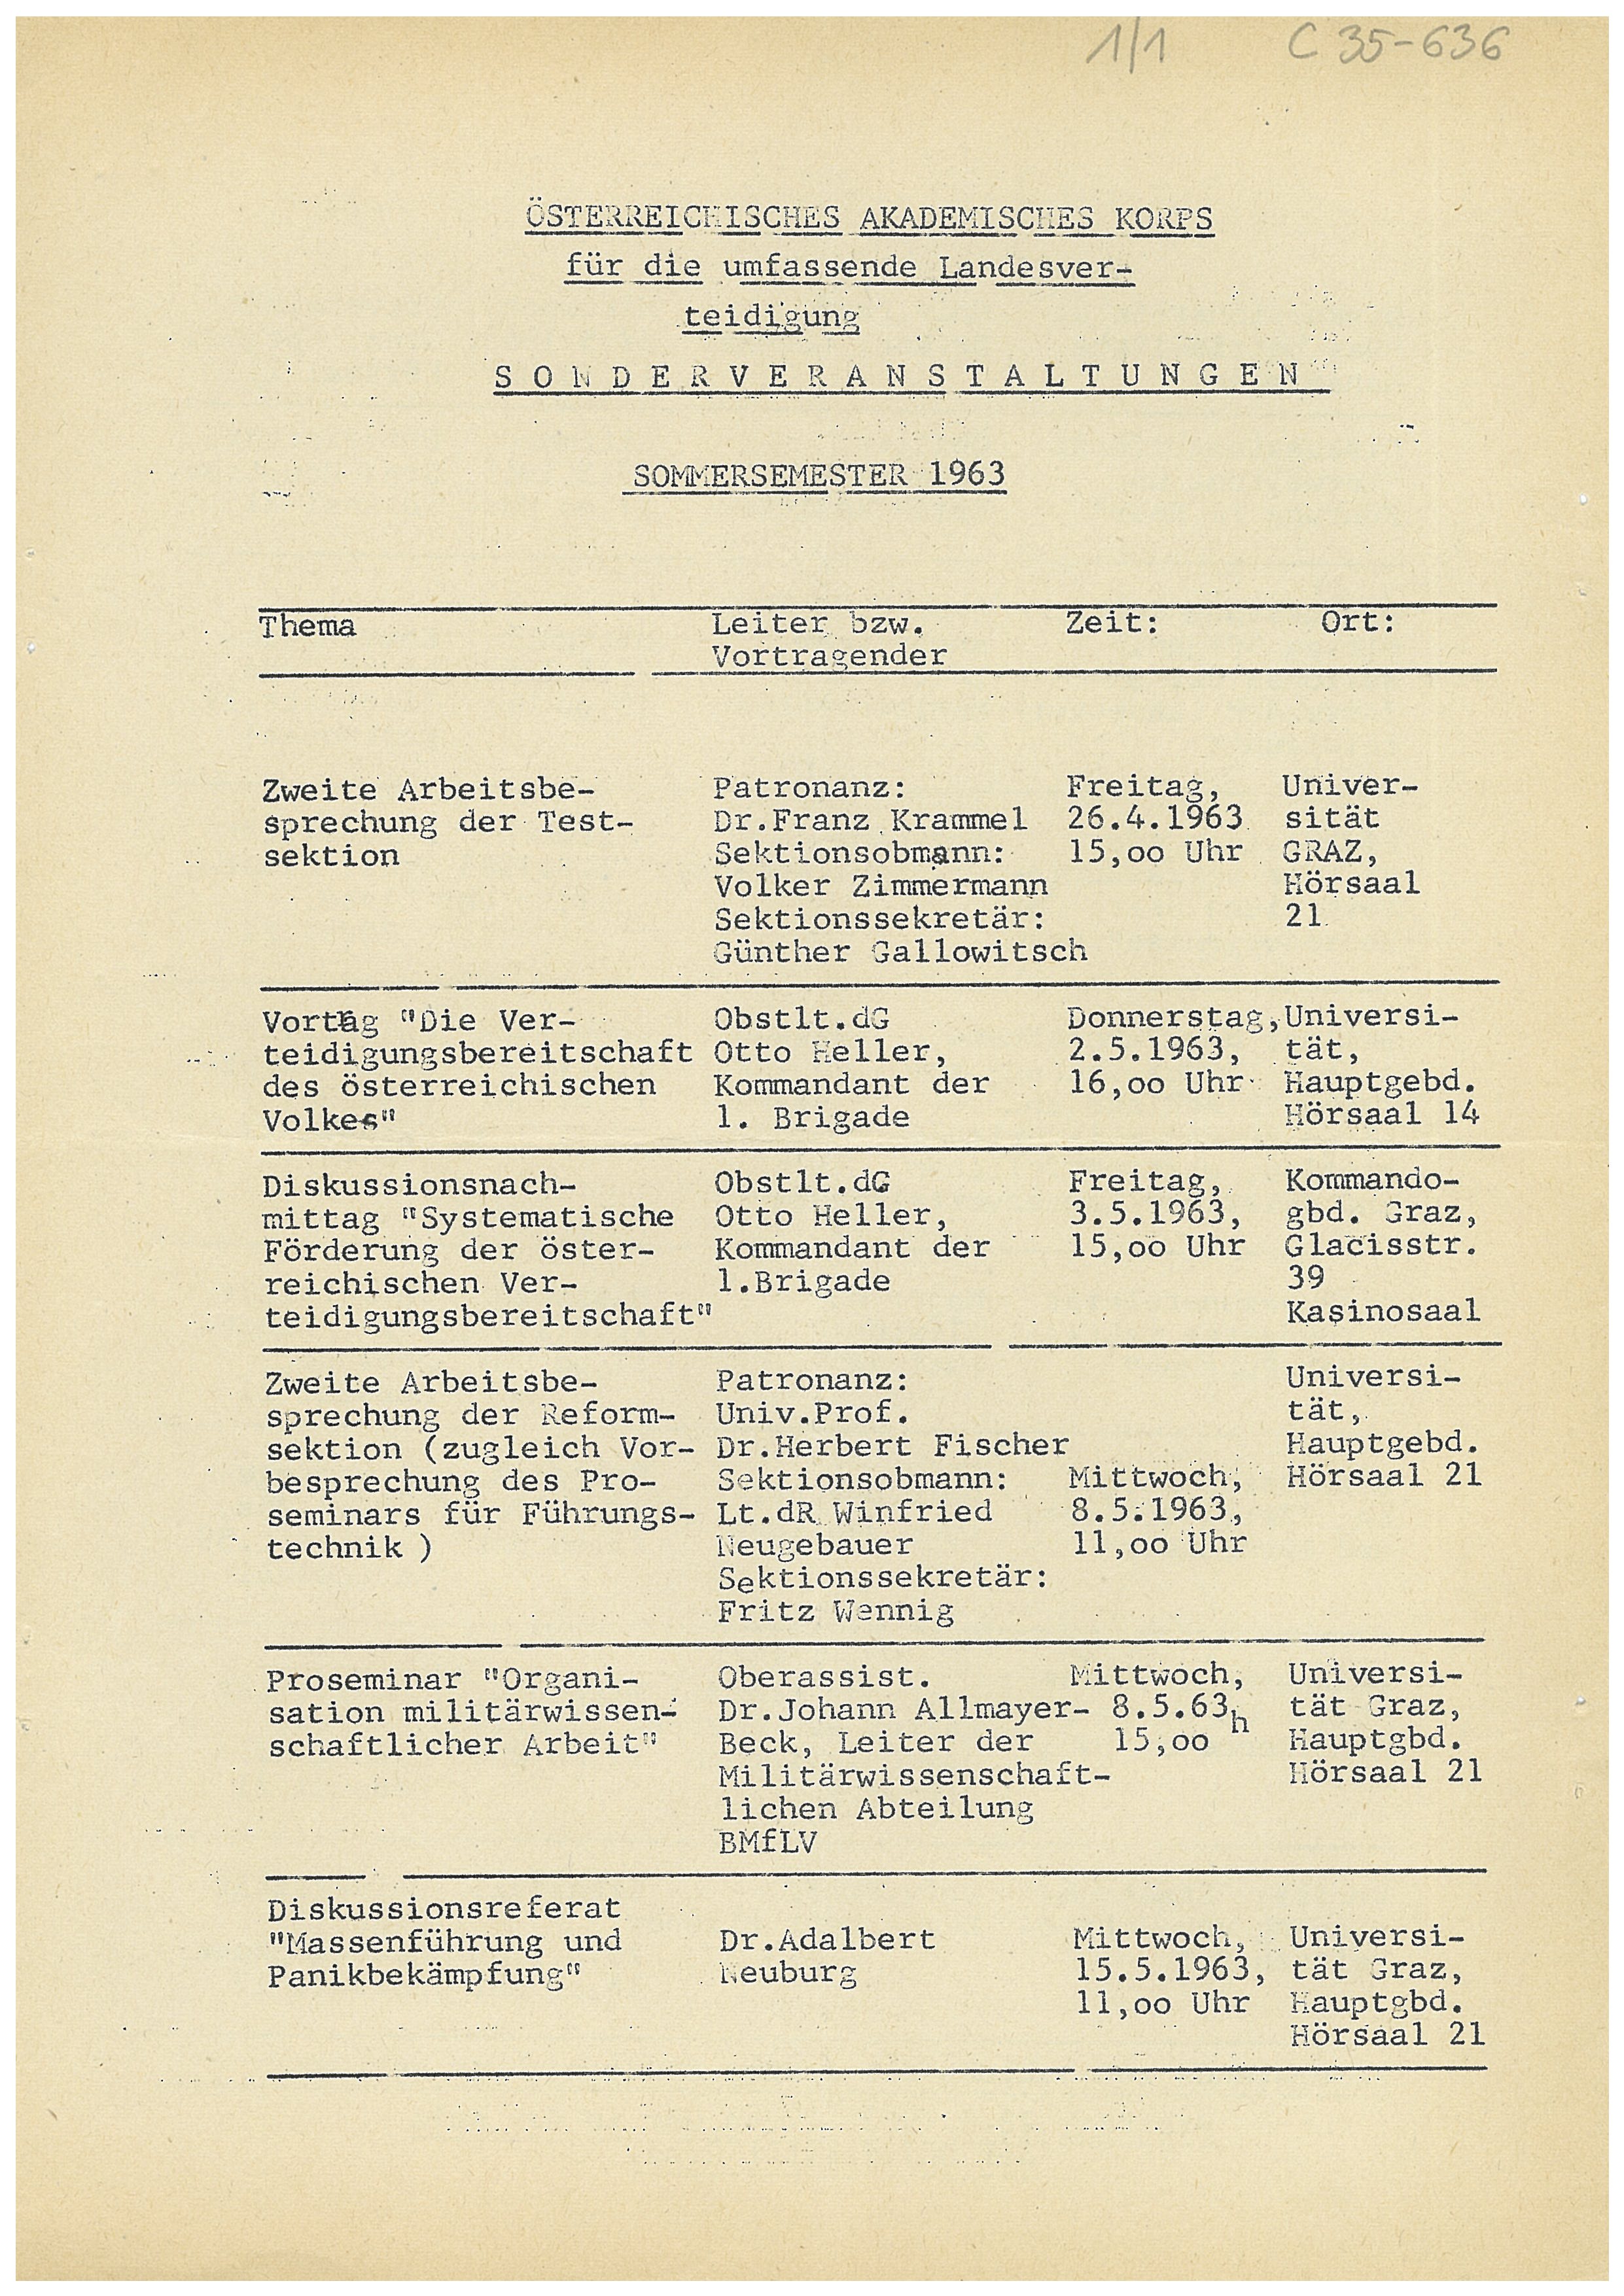 1/1 C 35-636
ÖSTERREICHISCHES AKADEMISCHES KORPS
für die umfassende Landesver-
teidigung
SONDERVERANSTALTUNGEN
SOMMERSEMESTER 1963
Thema Leiter bzw. Zeit: Ort:
Vortragender
Zweite Arbeitsbe- Patronanz: Freitag, Univer-
sprechung der Test- Dr.Franz Krammel 26.4.1963 sität
sektion Sektionsobmann: 15,oo Uhr GRAZ,
Volker Zimmermann Hörsaal
Sektionssekretär: 21
Günther Gallowitsch
Vortag "Die Ver- Obstlt.dG Donnerstag, Universi-
teidigungsbereitschaft Otto Heller, 2.5.1963, tät,
des österreichischen Kommandant der 16,oo Uhr Hauptgebd.
Volkes" 1. Brigade Hörsaal 14
Diskussionsnach- Obstlt.dG Freitag, Kommando-
mittag "Systematische Otto Heller, 3.5.1963, gbd. Graz,
Förderung der öster- Kommandant der 15,oo Uhr Glacisstr.
reichischen Ver- 1.Brigade 39
teidigungsbereitschaft" Kasinosaal
Zweite Arbeitsbe- Patronanz: Universi-
sprechung der Reform- Univ.Prof. tät,
sektion (zugleich Vor- Dr.Herbert Fischer Hauptgebd.
besprechung des Pro- Sektionsobmann: Mittwoch, Hörsaal 21
seminars für Führungs- Lt.dR Winfried 8.5.1963,
technik ) Neugebauer 11,oo Uhr
Sektionssekretär:
Fritz Wennig
Proseminar "Organi- Oberassist. Mittwoch, Universi-
sation militärwissen- Dr.Johann Allmayer- 8.5.63, tät Graz,
schaftlicher Arbeit" Beck, Leiter der 15,oo h Hauptgbd.
Militärwissenschaft- Hörsaal 21
lichen Abteilung
BMfLV
Diskussionsreferat
"Massenführung und Dr.Adalbert Mittwoch, Universi-
Panikbekämpfung" Neuburg 15.5.1963, tät Graz,
11,oo Uhr Hauptgbd.
Hörsaal 21